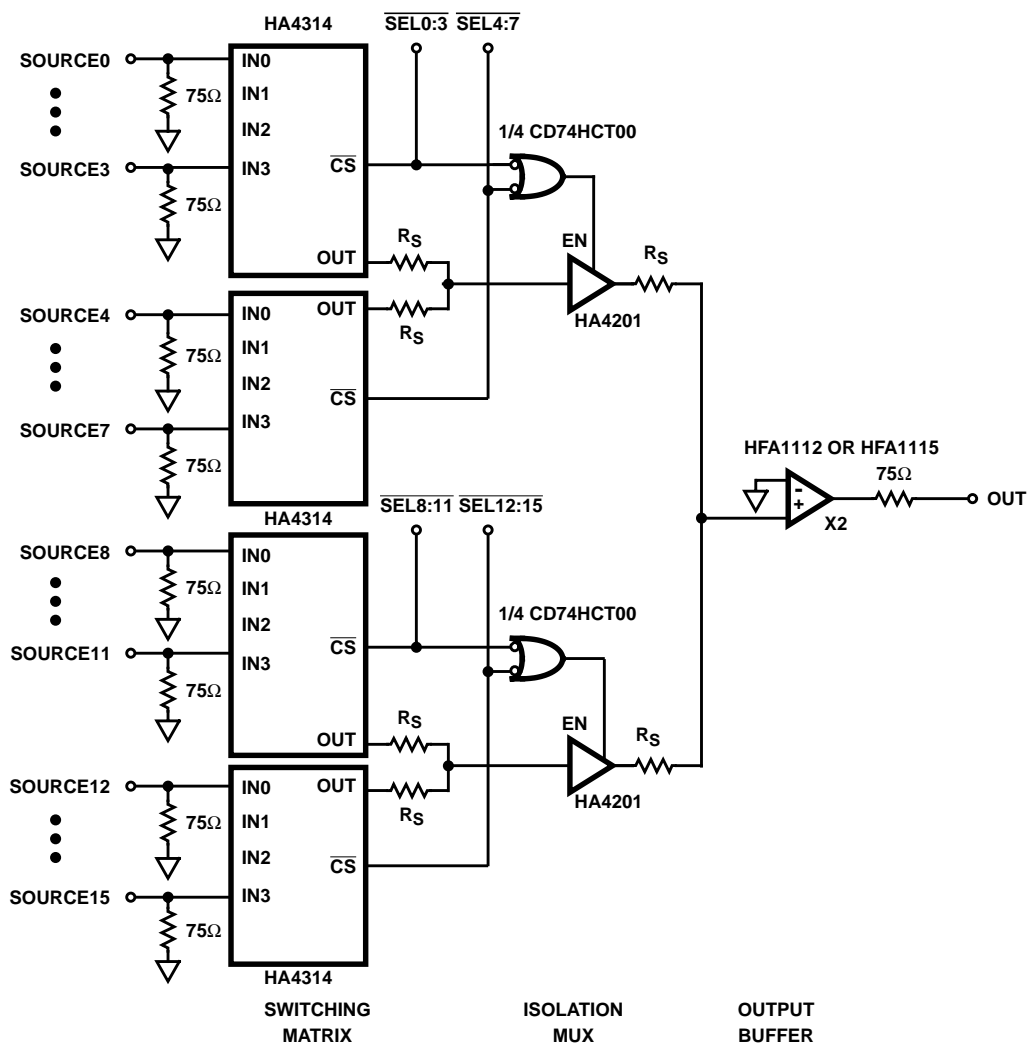 HA4314
SEL0:3 SEL4:7
SOURCE0
75Ω
SOURCE3
75Ω
IN0
IN1
IN2
IN3
CS
OUT
1/4 CD74HCT00
RS
RS
EN
HA4201
RS
SOURCE4
75Ω
SOURCE7
75Ω
OUT
IN0
IN1
IN2
CS
IN3
HA4314
SEL8:11 SEL12:15
HFA1112 OR HFA1115
75Ω
-
+
X2
OUT
SOURCE8
75Ω
SOURCE11
75Ω
IN0
IN1
IN2
CS
IN3
OUT
1/4 CD74HCT00
RS
RS
EN
HA4201
RS
SOURCE12
75Ω
SOURCE15
75Ω
OUT
IN0
IN1
IN2
CS
IN3
HA4314
SWITCHING
MATRIX
ISOLATION
MUX
OUTPUT
BUFFER